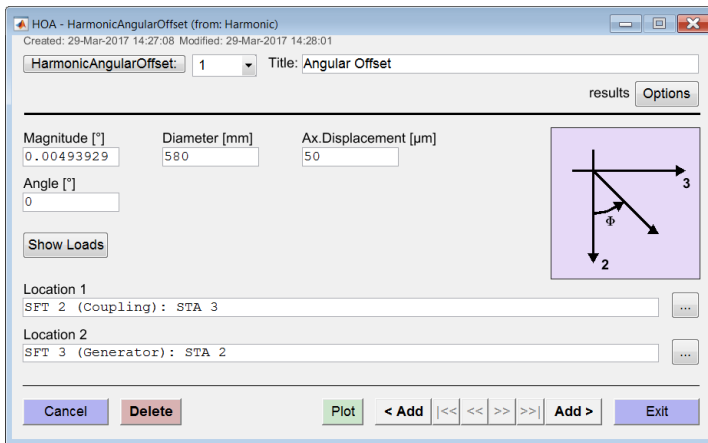 HOA - HarmonicAngularOffset (from: Harmonic)
Created: 29-Mar-2017 14:27:08 Modified: 29-Mar-2017 14:28:01
HarmonicAngularOffset: 1 Title: Angular Offset
results Options
Magnitude [°] Diameter [mm] Ax.Displacement [µm]
0.00493929 580 50
Angle [°]
0
3
Φ
2
Show Loads
Location 1
SFT 2 (Coupling): STA 3 ...
Location 2
SFT 3 (Generator): STA 2 ...
Cancel Delete Plot < Add |<< << >> >>| Add > Exit